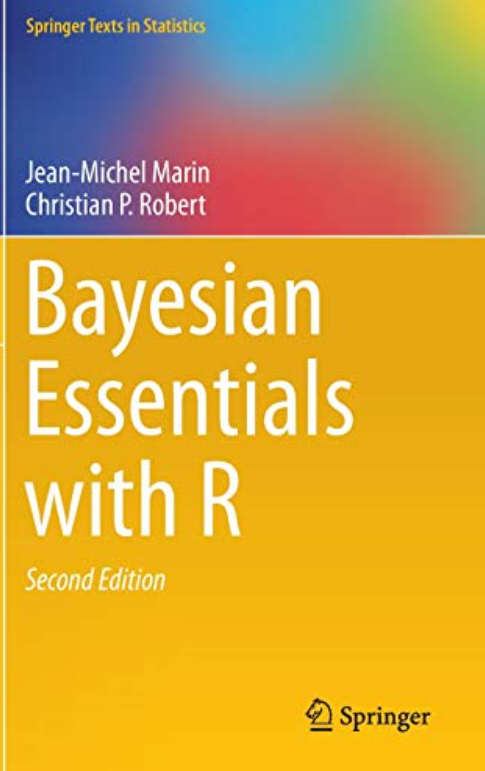 Springer Texts in Statistics
Jean-Michel Marin
Christian P. Robert
Bayesian
Essentials
with R
Second Edition
Springer